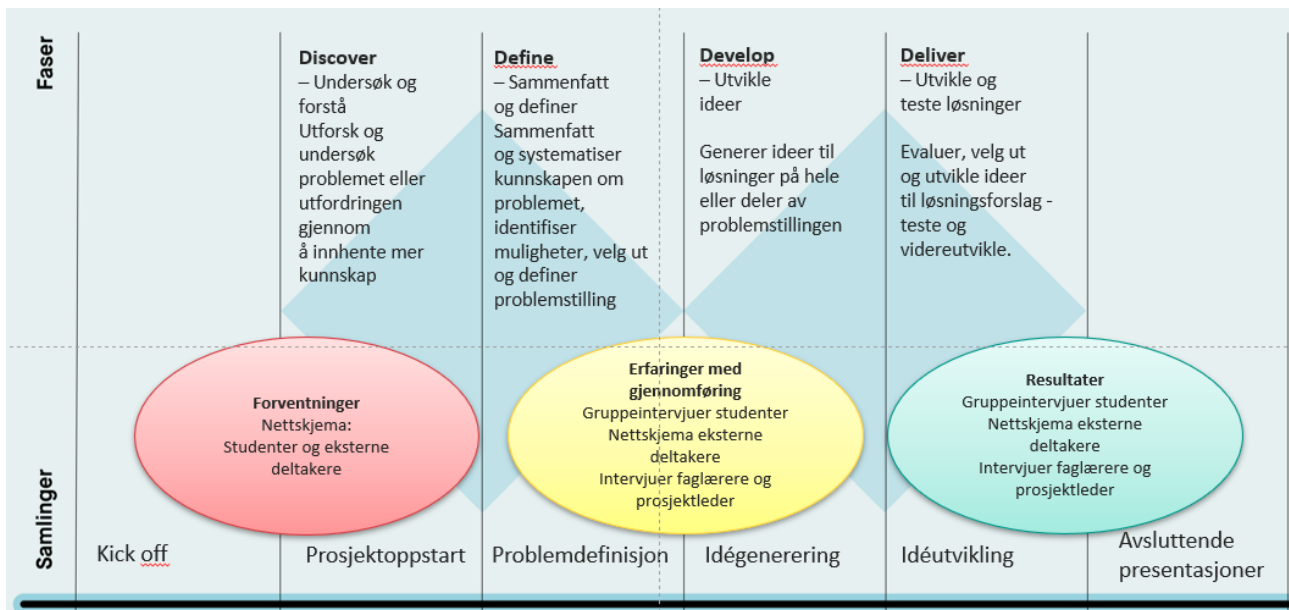 Faser
Discover
– Undersøk og
forstå
Utforsk og
undersøk
problemet eller
utfordringen
gjennom
å innhente mer
kunnskap
Define
– Sammenfatt
og definer
Sammenfatt
og systematiser
kunnskapen om
problemet,
identifiser
muligheter, velg ut
og definer
problemstilling
Develop
– Utvikle
ideer
Generer ideer til
løsninger på hele
eller deler av
problemstillingen
Deliver
– Utvikle og
teste løsninger
Evaluer, velg ut
og utvikle ideer
til løsningsforslag -
teste og
videreutvikle.
Forventninger
Nettskjema:
Studenter og eksterne
deltakere
Erfaringer med
gjennomføring
Gruppeintervjuer studenter
Nettskjema eksterne
deltakere
Intervjuer faglærere og
prosjektleder
Resultater
Gruppeintervjuer studenter
Nettskjema eksterne
deltakere
Intervjuer faglærere og
prosjektleder
Samlinger
Kick off
Prosjektoppstart
Problemdefinisjon
Idégenerering
Idéutvikling
Avsluttende
presentasjoner